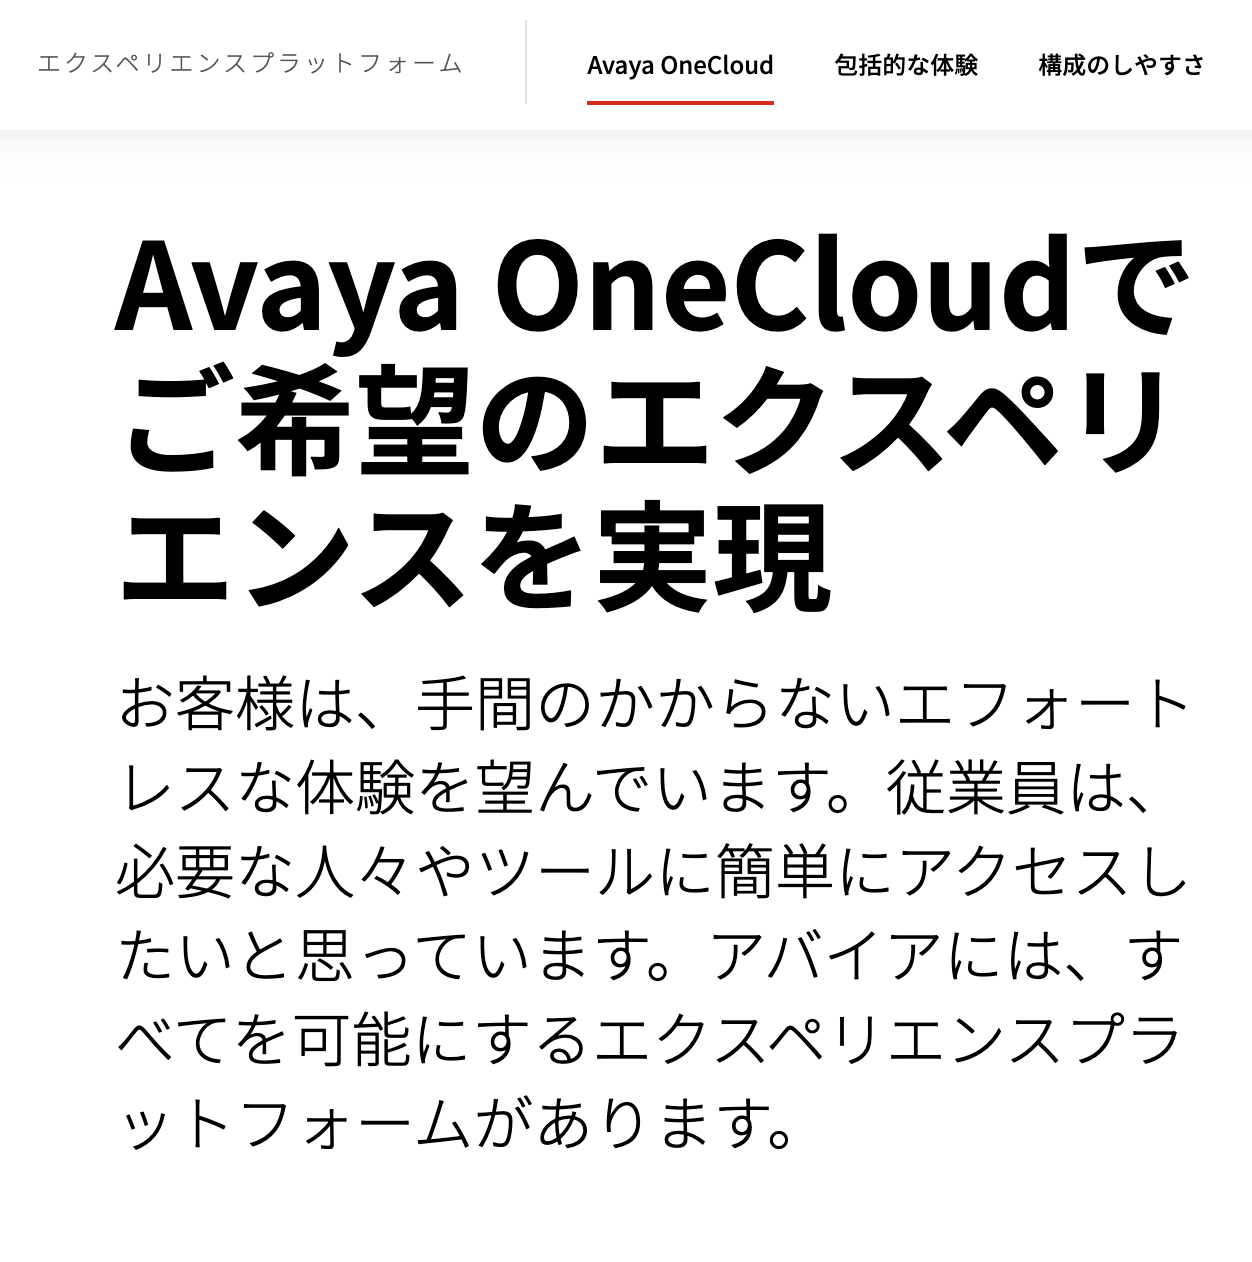 エクスペリエンスプラットフォーム
Avaya OneCloud
包括的な体験
構成のしやすさ
Avaya OneCloudで
ご希望のエクスペリ
エンスを実現
お客様は、手間のかからないエフォート
レスな体験を望んでいます。従業員は、
必要な人々やツールに簡単にアクセスし
たいと思っています。アバイアには、す
べてを可能にするエクスペリエンスプラ
ットフォームがあります。